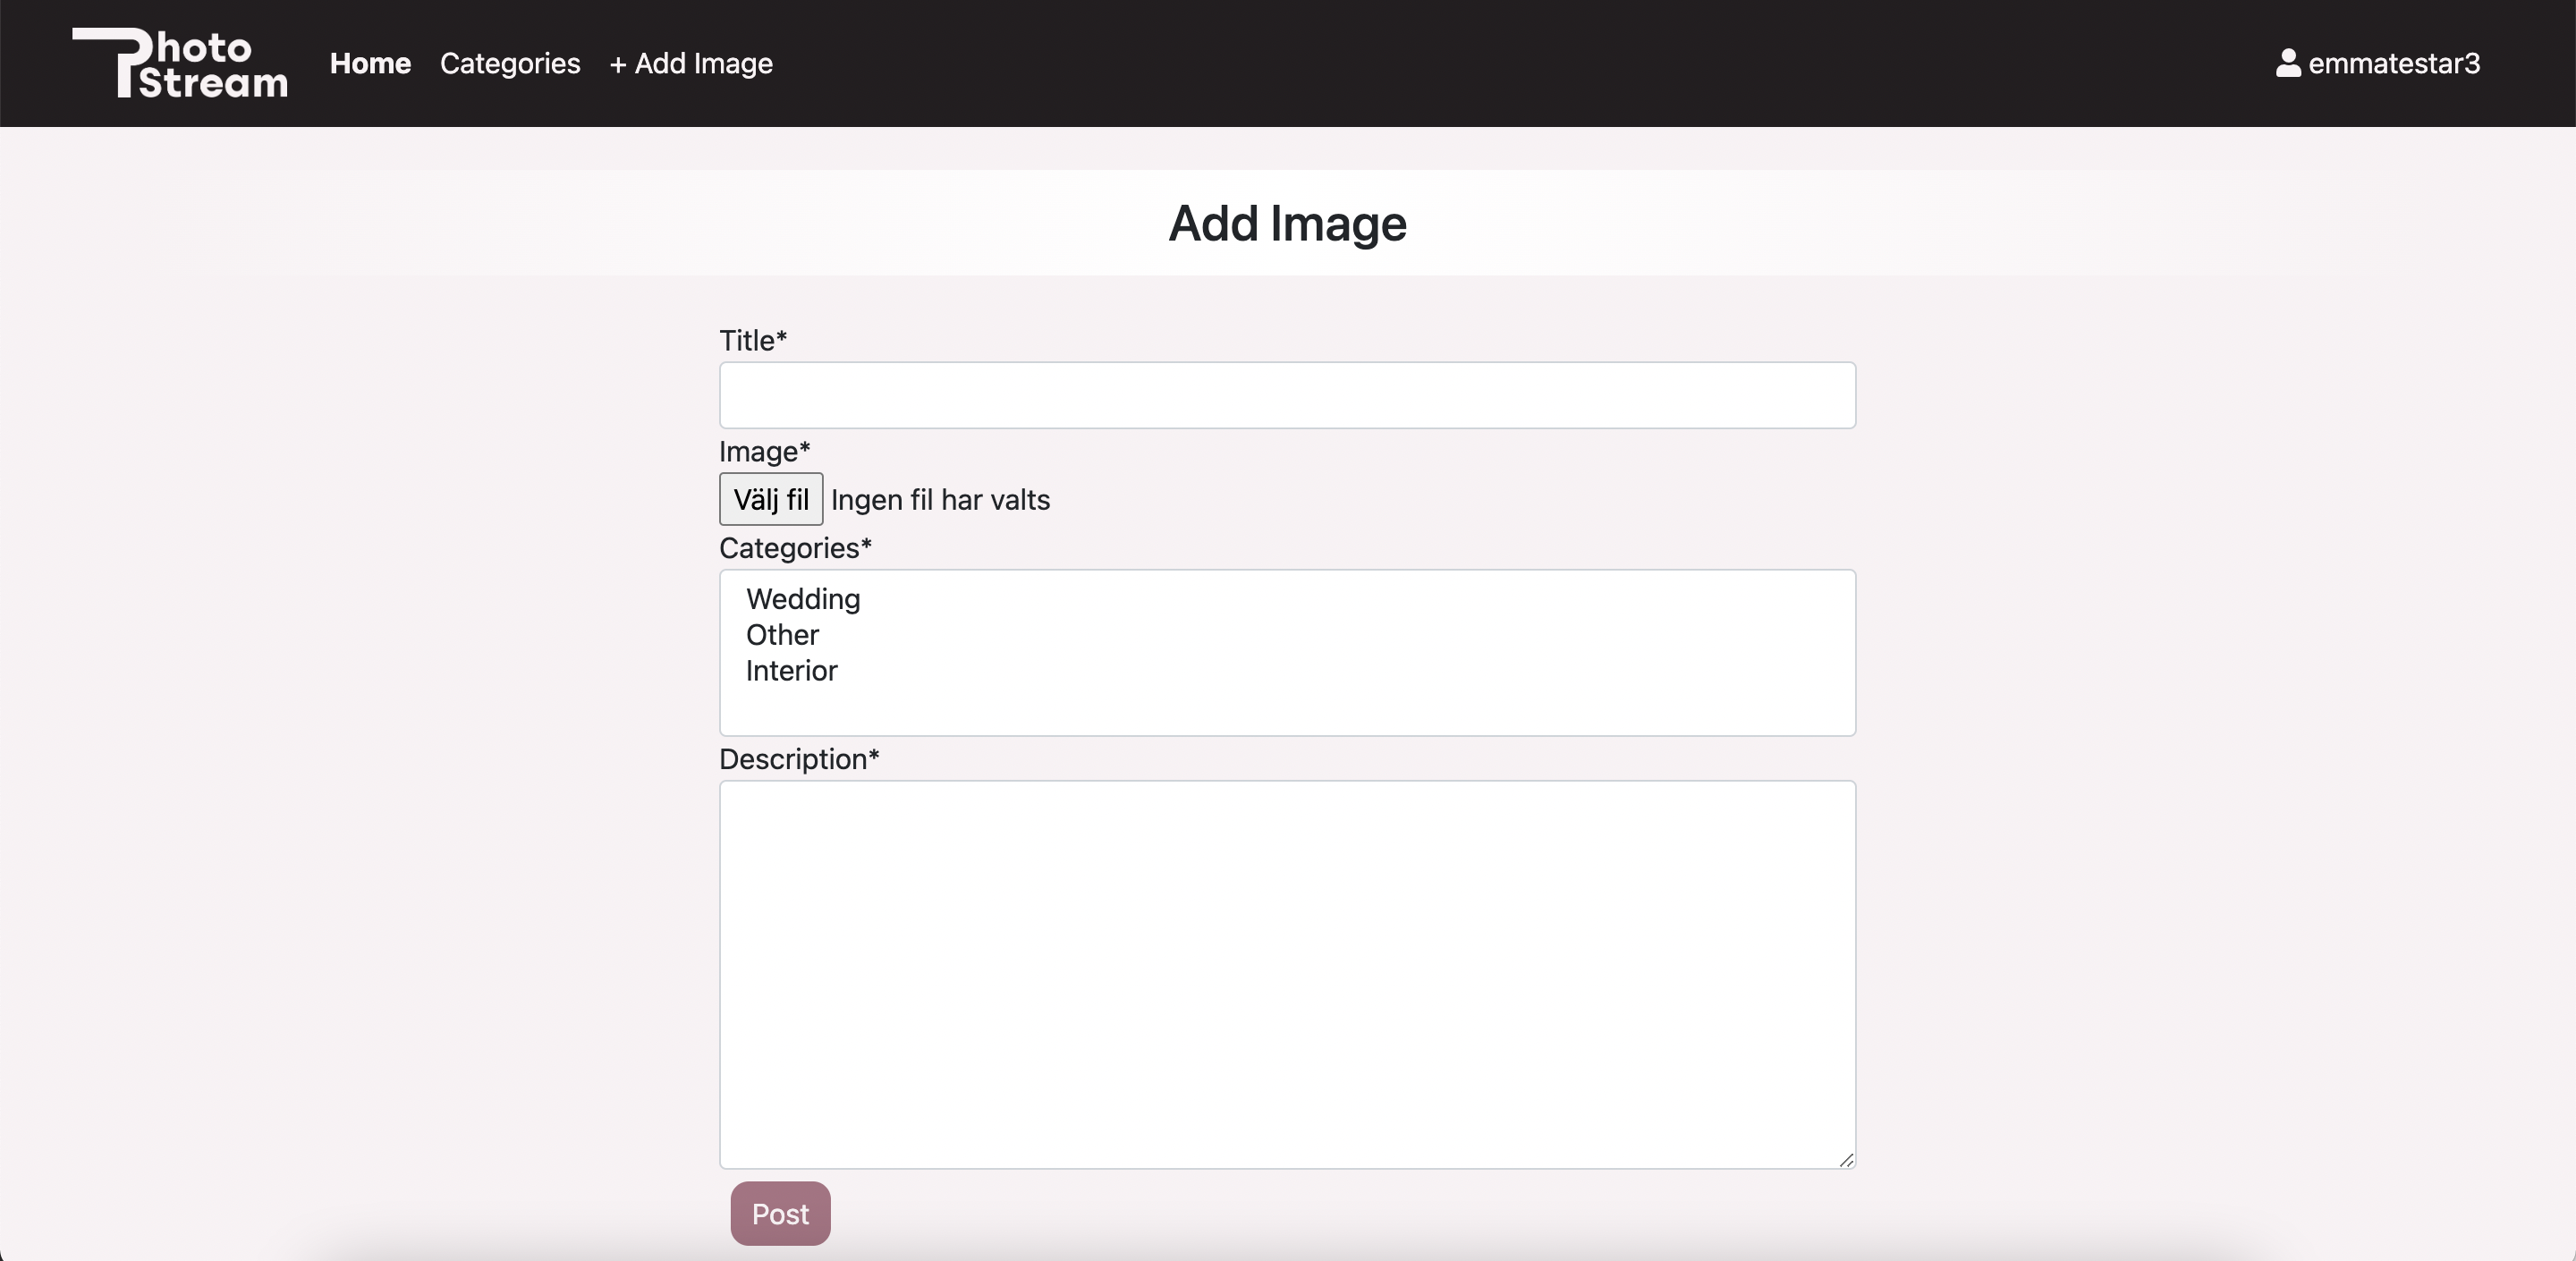 Photo
Stream
Home Categories + Add Image emmatestar3
Add Image
Title*
Image*
Välj fil Ingen fil har valts
Categories*
Wedding
Other
Interior
Description*
Post